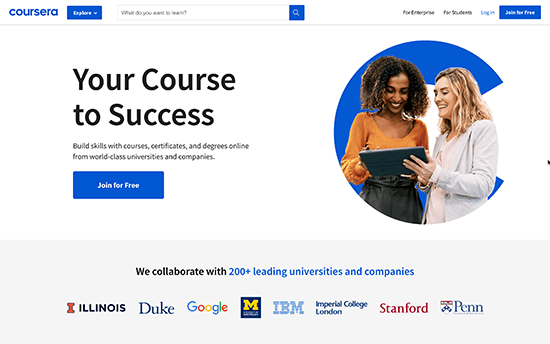 coursera
Explore
What do you want to learn?
For Enterprise
For Students
Log In
Join for Free
Your Course
to Success
Build skills with courses, certificates, and degrees online
from world-class universities and companies.
Join for Free
We collaborate with 200+ leading universities and companies
I ILLINOIS
Duke
Google
M
IBM
Imperial College
London
Stanford
Penn